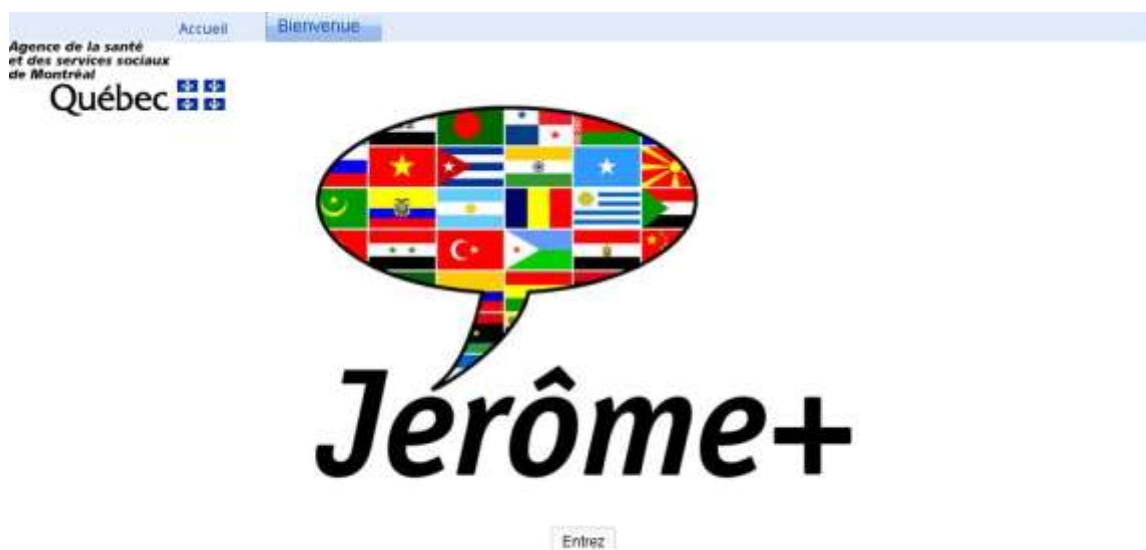 Accueil
Bienvenue
Agence de la santé
et des services sociaux
de Montréal
Québec
Jérôme+
Entrez